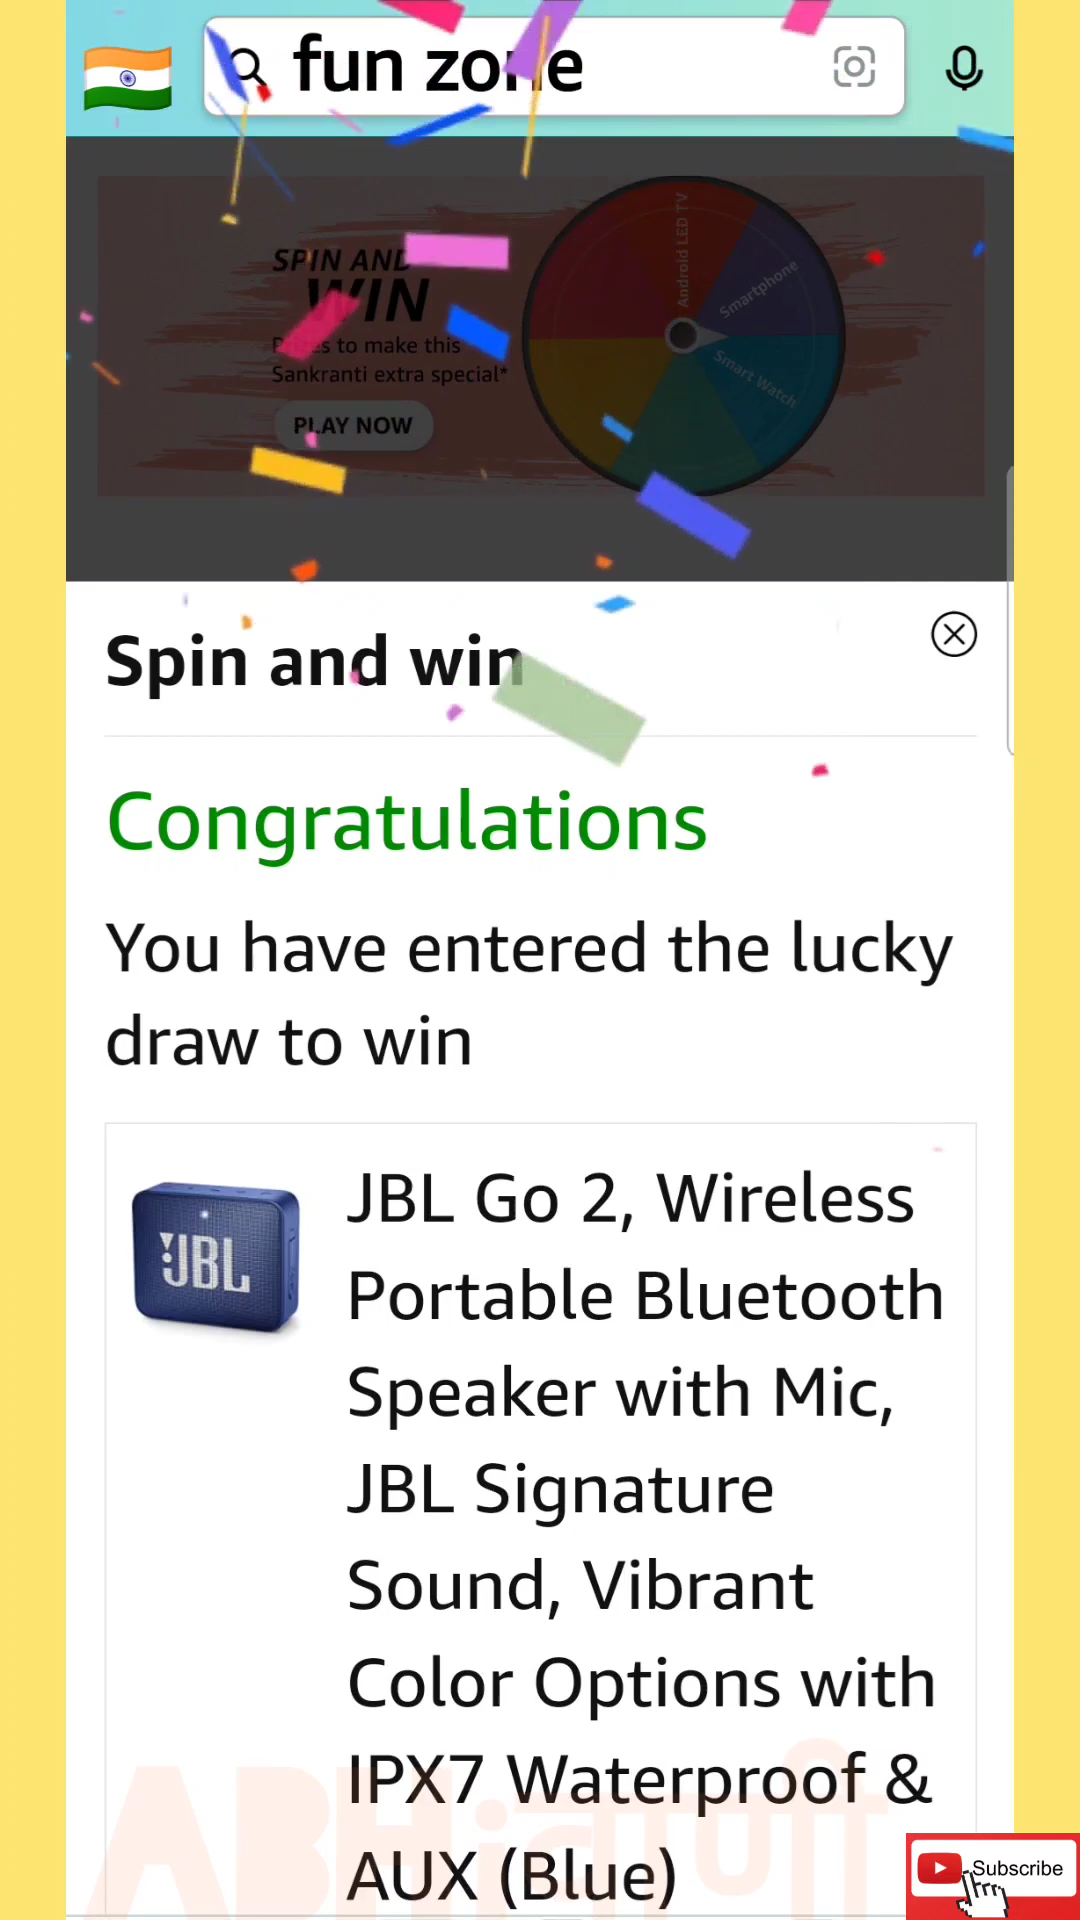 fun zone
SPIN AND
WIN
Prizes to make this
Sankranti extra special*
PLAY NOW
Android LED TV
Smartphone
Smart Watch
Spin and win
Congratulations
You have entered the lucky
draw to win
JBL
JBL Go 2, Wireless
Portable Bluetooth
Speaker with Mic,
JBL Signature
Sound, Vibrant
Color Options with
IPX7 Waterproof &
AUX (Blue)
Subscribe